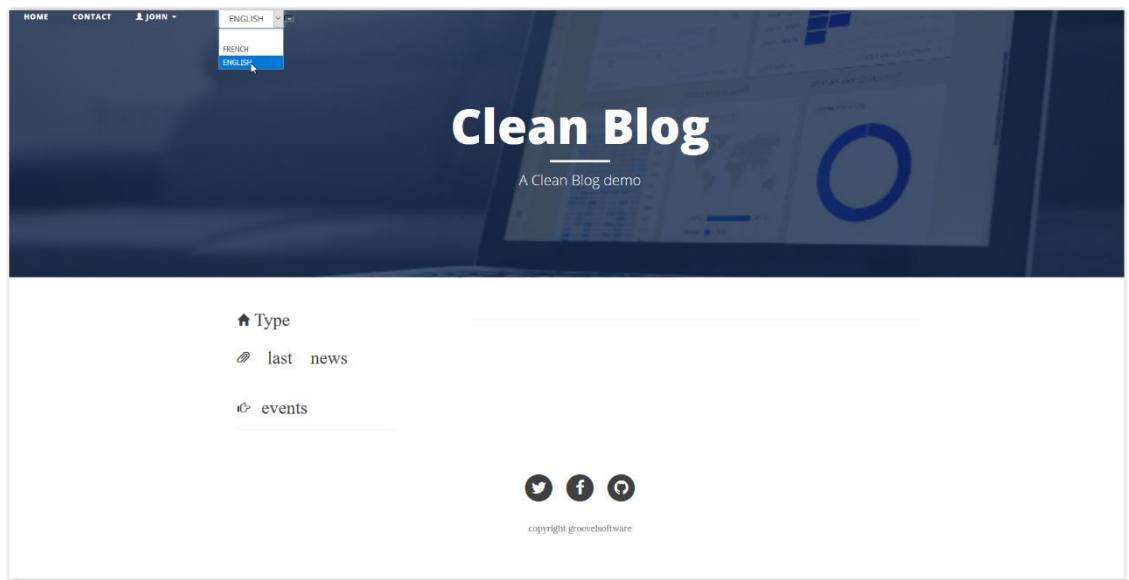 HOME CONTACT JOHN ENGLISH
FRENCH
ENGLISH
Clean Blog
A Clean Blog demo
Type
last news
events
copyright groovelsoftware